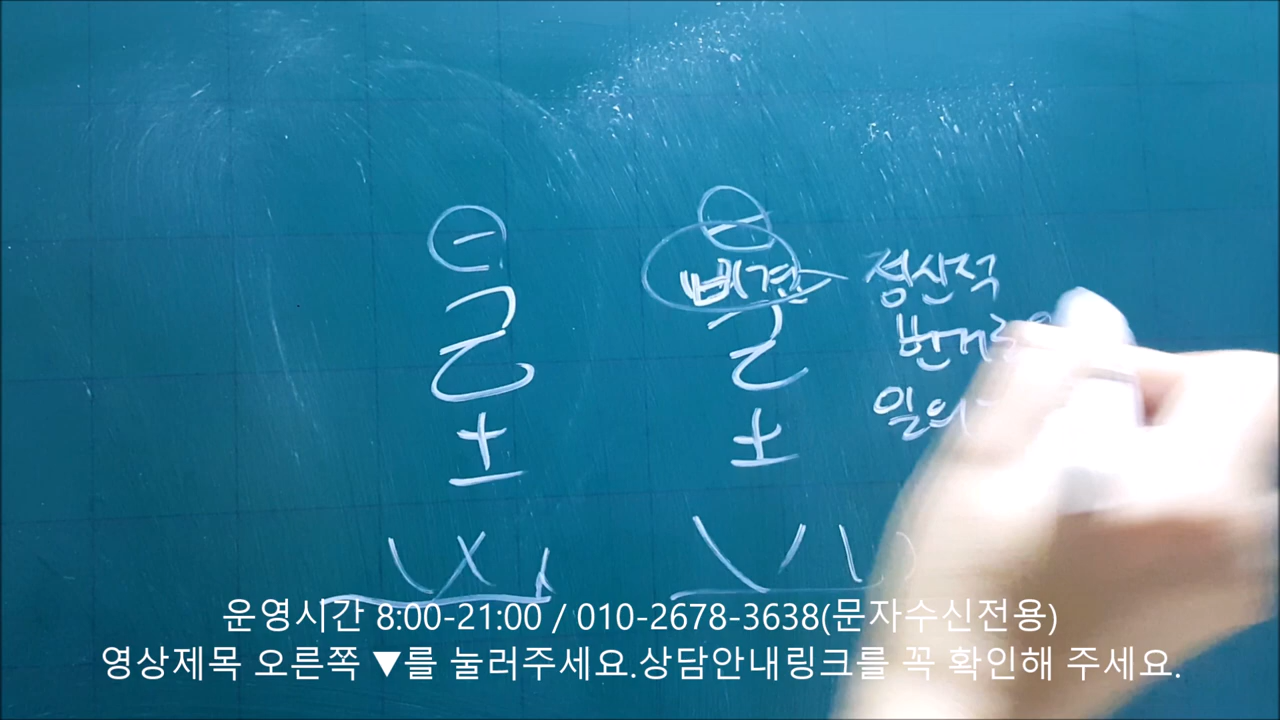 己
土
비견
己
土
정신적
일의
운영시간 8:00-21:00 / 010-2678-3638(문자수신전용)
영상제목 오른쪽 ▼를 눌러주세요.상담안내링크를 꼭 확인해 주세요.